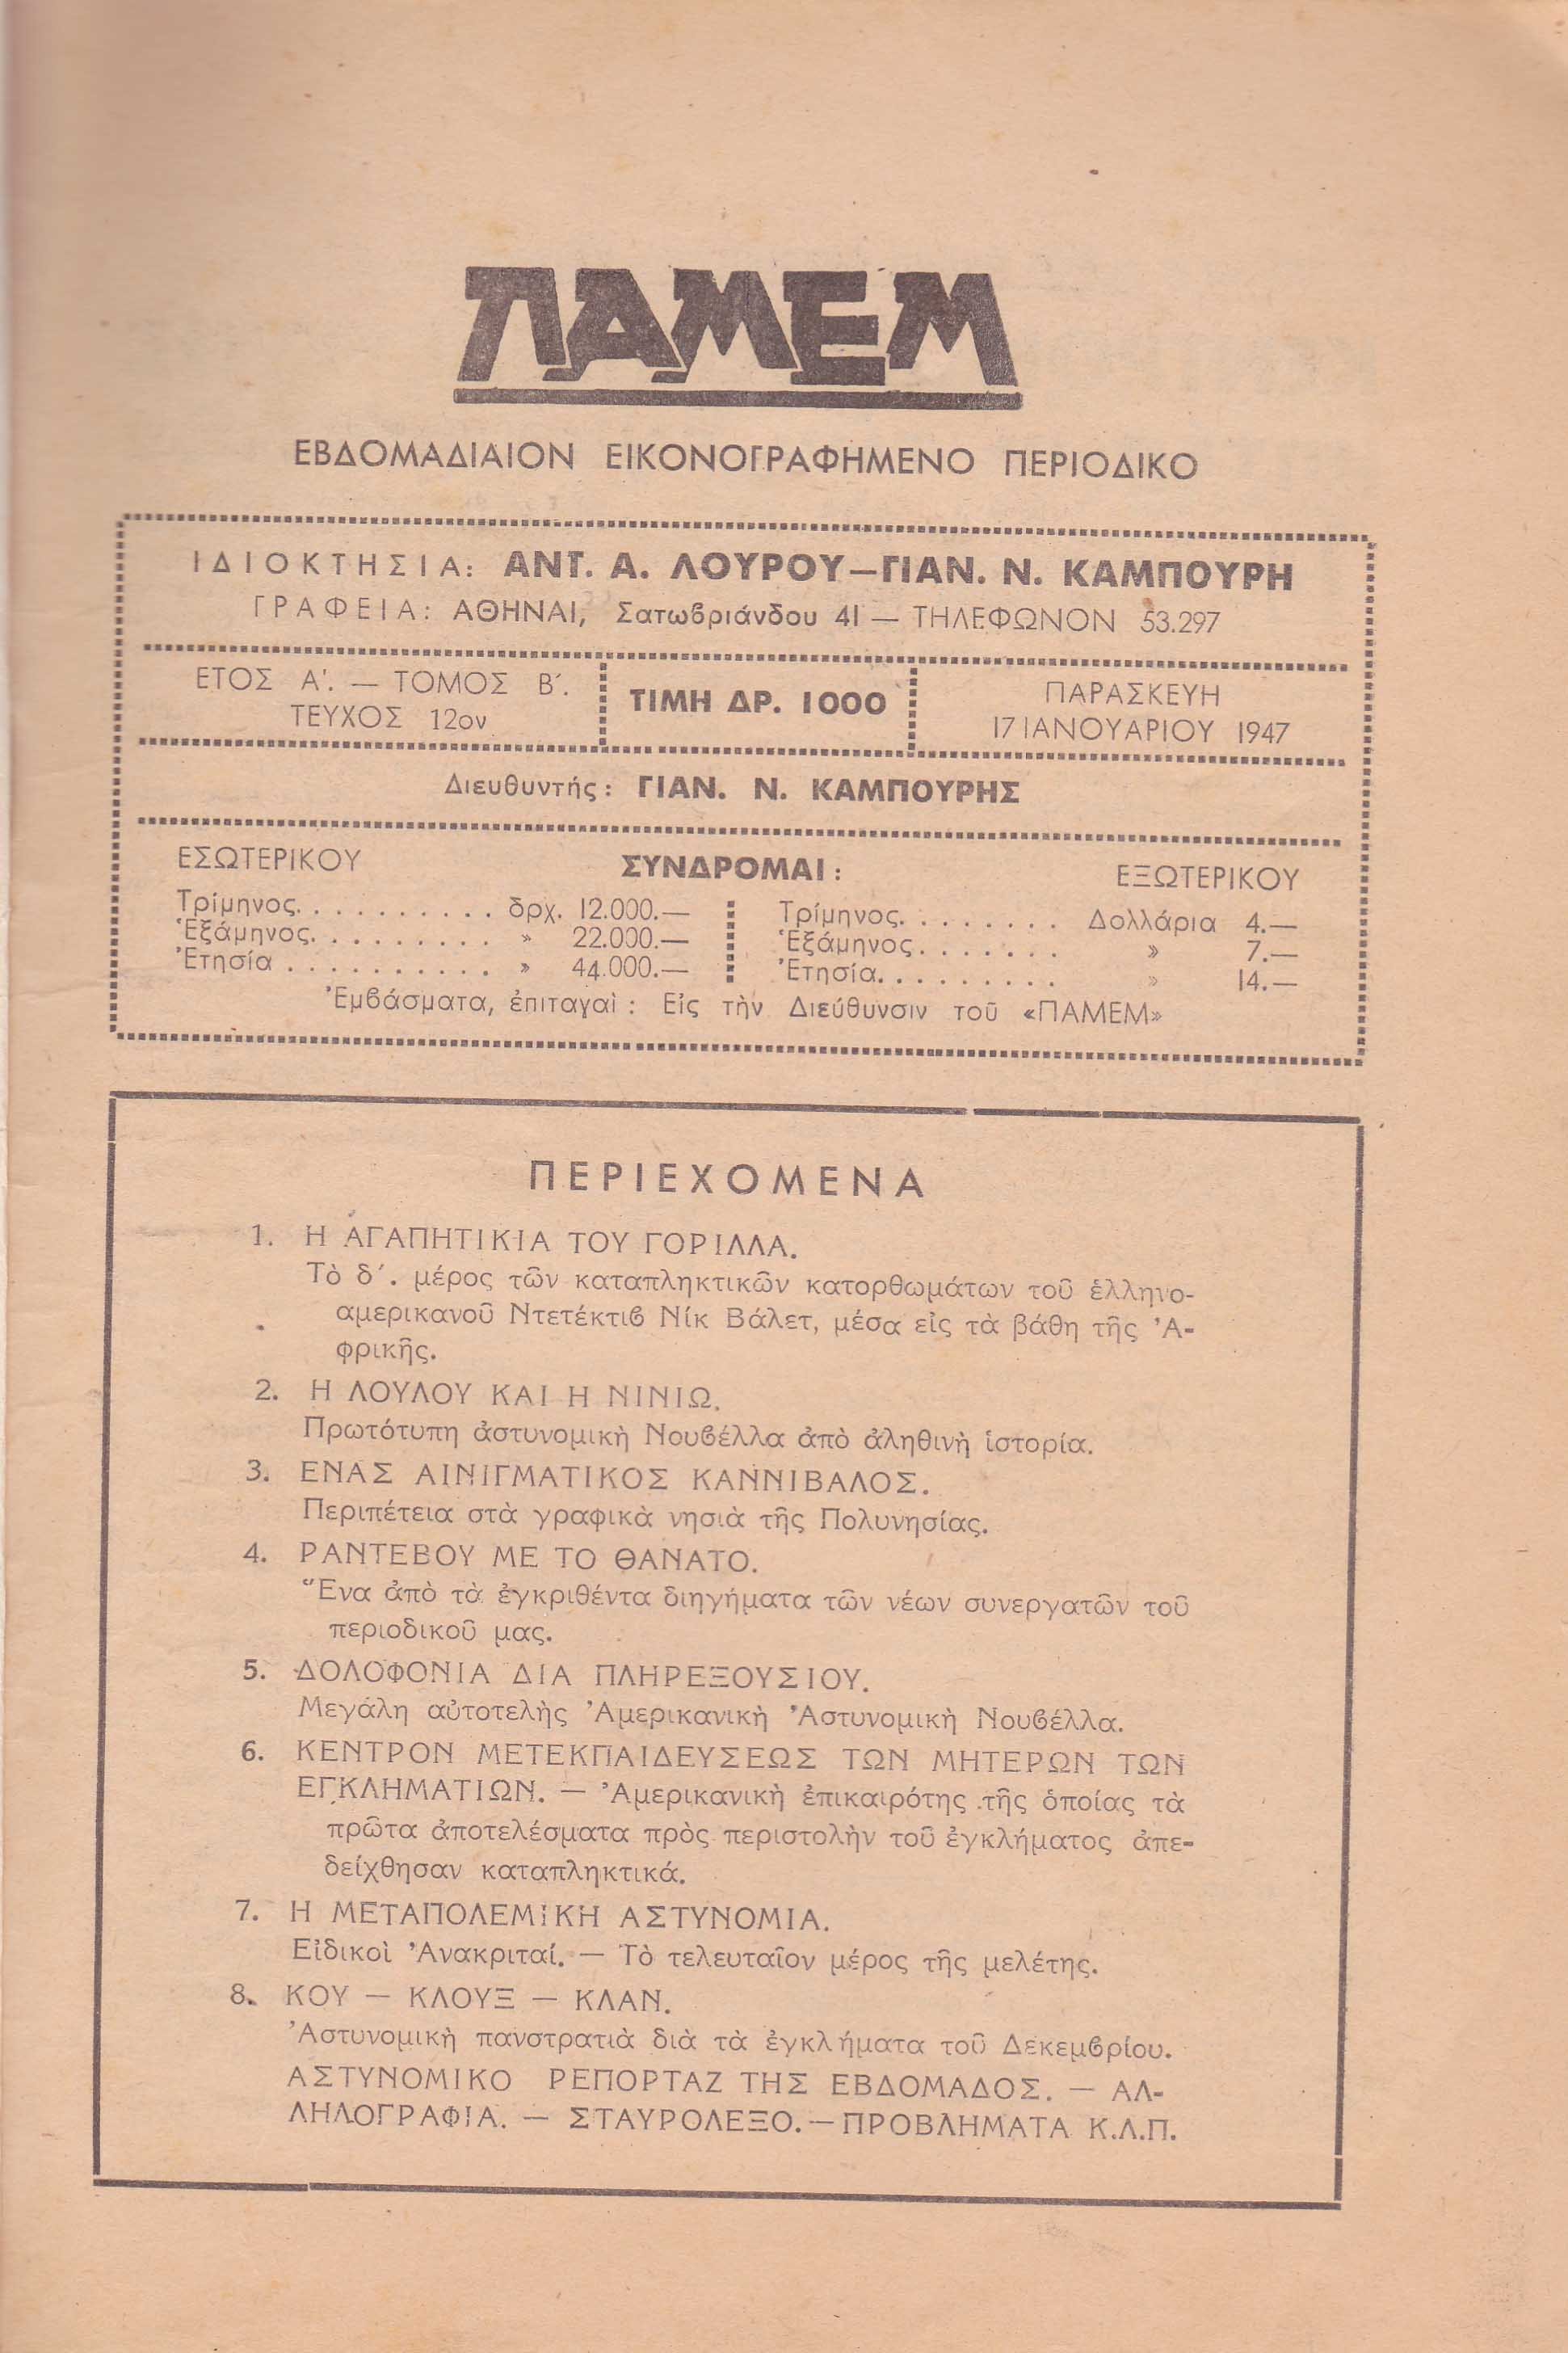 ΠΑΜΕΜ
ΕΒΔΟΜΑΔΙΑΙΟΝ ΕΙΚΟΝΟΓΡΑΦΗΜΕΝΟ ΠΕΡΙΟΔΙΚΟ
ΙΔΙΟΚΤΗΣΙΑ: ΑΝΤ. Α. ΛΟΥΡΟΥ—ΓΙΑΝ. Ν. ΚΑΜΠΟΥΡΗ
ΓΡΑΦΕΙΑ: ΑΘΗΝΑΙ, Σατωβριάνδου 41 — ΤΗΛΕΦΩΝΟΝ 53.297
ΕΤΟΣ Α'. — ΤΟΜΟΣ Β΄.
ΤΕΥΧΟΣ 12ον
ΤΙΜΗ ΔΡ. 1000
ΠΑΡΑΣΚΕΥΗ
17 ΙΑΝΟΥΑΡΙΟΥ 1947
Διευθυντής: ΓΙΑΝ. Ν. ΚΑΜΠΟΥΡΗΣ
ΣΥΝΔΡΟΜΑΙ:
ΕΣΩΤΕΡΙΚΟΥ
Τρίμηνος. . . . . . . . . . δρχ. 12.000.—
Ἑξάμηνος. . . . . . . . . » 22.000.—
Ἐτησία . . . . . . . . . . » 44.000.—
ΕΞΩΤΕΡΙΚΟΥ
Τρίμηνος. . . . . . . . Δολλάρια 4.—
Ἑξάμηνος. . . . . . . » 7.—
Ἐτησία. . . . . . . . . » 14.—
Ἐμβάσματα, ἐπιταγαὶ : Εἰς τὴν Διεύθυνσιν τοῦ «ΠΑΜΕΜ»
ΠΕΡΙΕΧΟΜΕΝΑ
1. Η ΑΓΑΠΗΤΙΚΙΑ ΤΟΥ ΓΟΡΙΛΛΑ.
Τὸ δ΄. μέρος τῶν καταπληκτικῶν κατορθωμάτων τοῦ ἑλληνο-
αμερικανοῦ Ντετέκτιβ Νίκ Βάλετ, μέσα εἰς τὰ βάθη τῆς Ἀ-
φρικῆς.
2. Η ΛΟΥΛΟΥ ΚΑΙ Η ΝΙΝΙΩ.
Πρωτότυπη ἀστυνομικὴ Νουβέλλα ἀπὸ ἀληθινὴ ἱστορία.
3. ΕΝΑΣ ΑΙΝΙΓΜΑΤΙΚΟΣ ΚΑΝΝΙΒΑΛΟΣ.
Περιπέτεια στὰ γραφικὰ νησιὰ τῆς Πολυνησίας.
4. ΡΑΝΤΕΒΟΥ ΜΕ ΤΟ ΘΑΝΑΤΟ.
Ἕνα ἀπὸ τὰ ἐγκριθέντα διηγήματα τῶν νέων συνεργατῶν τοῦ
περιοδικοῦ μας.
5. ΔΟΛΟΦΟΝΙΑ ΔΙΑ ΠΛΗΡΕΞΟΥΣΙΟΥ.
Μεγάλη αὐτοτελὴς Ἀμερικανικὴ Ἀστυνομικὴ Νουβέλλα.
6. ΚΕΝΤΡΟΝ ΜΕΤΕΚΠΑΙΔΕΥΣΕΩΣ ΤΩΝ ΜΗΤΕΡΩΝ ΤΩΝ
ΕΓΚΛΗΜΑΤΙΩΝ. — Ἀμερικανικὴ ἐπικαιρότης τῆς ὁποίας τὰ
πρῶτα ἀποτελέσματα πρὸς περιστολὴν τοῦ ἐγκλήματος ἀπε-
δείχθησαν καταπληκτικά.
7. Η ΜΕΤΑΠΟΛΕΜΙΚΗ ΑΣΤΥΝΟΜΙΑ.
Εἰδικοὶ Ἀνακριταί. — Τὸ τελευταῖον μέρος τῆς μελέτης.
8. ΚΟΥ — ΚΛΟΥΞ — ΚΛΑΝ.
Ἀστυνομικὴ πανστρατιὰ διὰ τὰ ἐγκλήματα τοῦ Δεκεμβρίου.
ΑΣΤΥΝΟΜΙΚΟ ΡΕΠΟΡΤΑΖ ΤΗΣ ΕΒΔΟΜΑΔΟΣ. — ΑΛ-
ΛΗΛΟΓΡΑΦΙΑ. — ΣΤΑΥΡΟΛΕΞΟ.—ΠΡΟΒΛΗΜΑΤΑ Κ.Λ.Π.